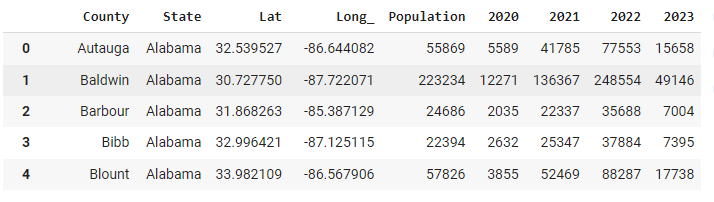 County State Lat Long_ Population 2020 2021 2022 2023
0 Autauga Alabama 32.539527 -86.644082 55869 5589 41785 77553 15658
1 Baldwin Alabama 30.727750 -87.722071 223234 12271 136367 248554 49146
2 Barbour Alabama 31.868263 -85.387129 24686 2035 22337 35688 7004
3 Bibb Alabama 32.996421 -87.125115 22394 2632 25347 37884 7395
4 Blount Alabama 33.982109 -86.567906 57826 3855 52469 88287 17738